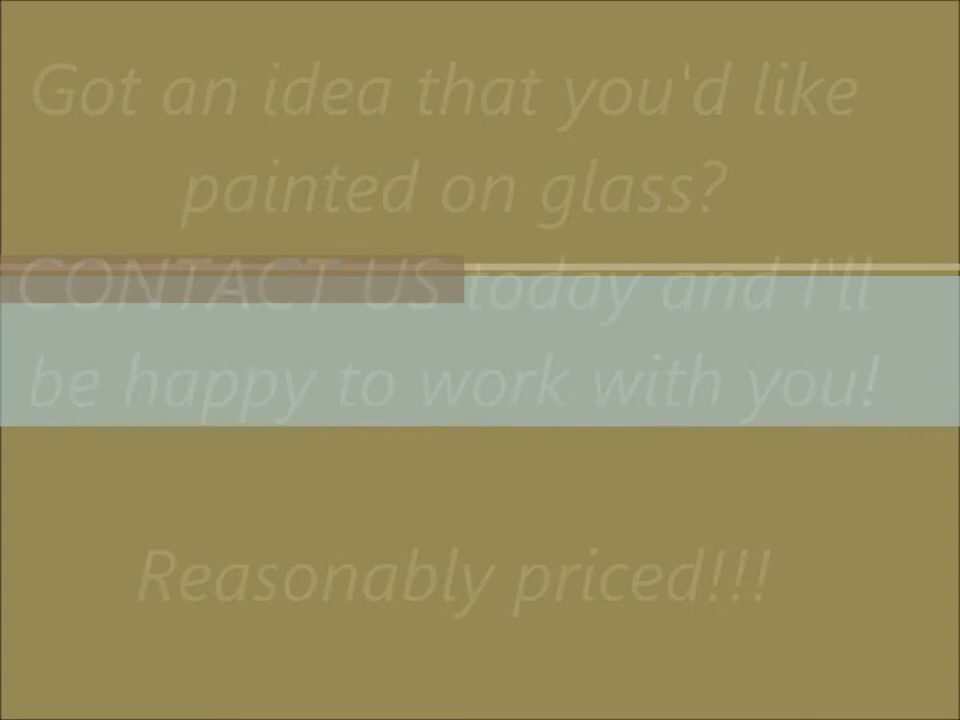 Got an idea that you'd like
painted on glass?
CONTACT US today and I'll
be happy to work with you!
Reasonably priced!!!